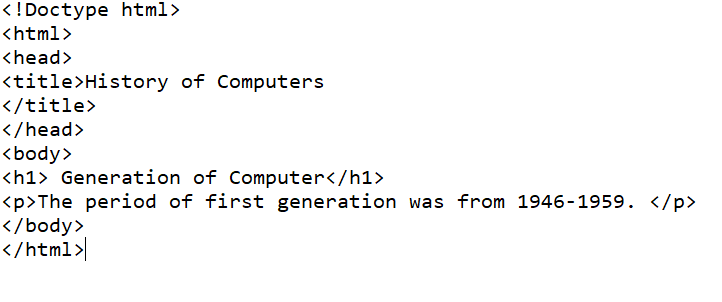 <!Doctype html>
<html>
<head>
<title>History of Computers
</title>
</head>
<body>
<h1> Generation of Computer</h1>
<p>The period of first generation was from 1946-1959. </p>
</body>
</html>